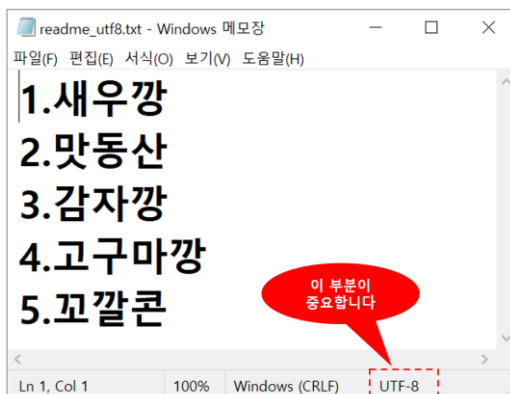 readme_utf8.txt - Windows 메모장
파일(F) 편집(E) 서식(O) 보기(V) 도움말(H)
1.새우깡
2.맛동산
3.감자깡
4.고구마깡
5.꼬깔콘
이 부분이
중요합니다
Ln 1, Col 1 100% Windows (CRLF) UTF-8